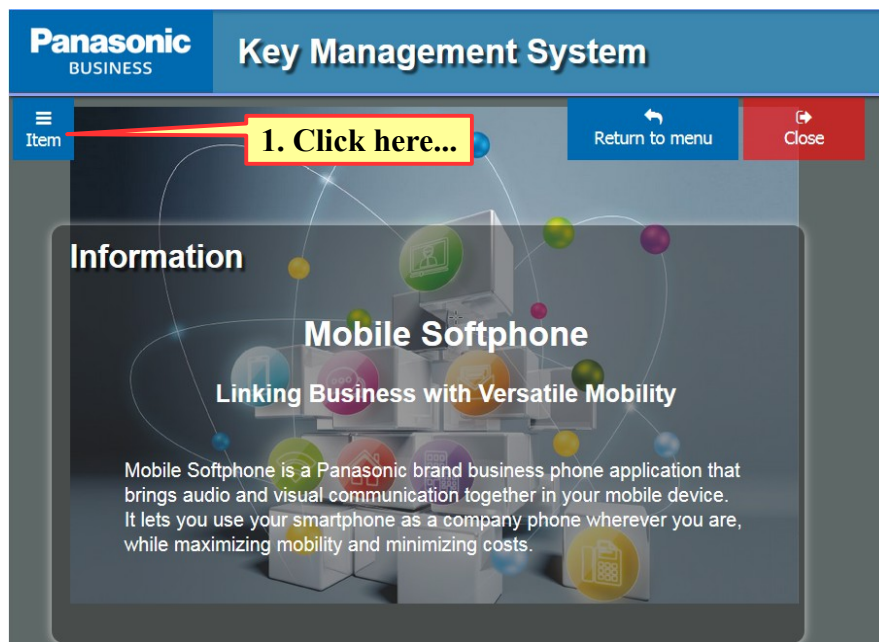 Panasonic
BUSINESS
Key Management System
Item
1. Click here...
Return to menu
Close
Information
Mobile Softphone
Linking Business with Versatile Mobility
Mobile Softphone is a Panasonic brand business phone application that
brings audio and visual communication together in your mobile device.
It lets you use your smartphone as a company phone wherever you are,
while maximizing mobility and minimizing costs.